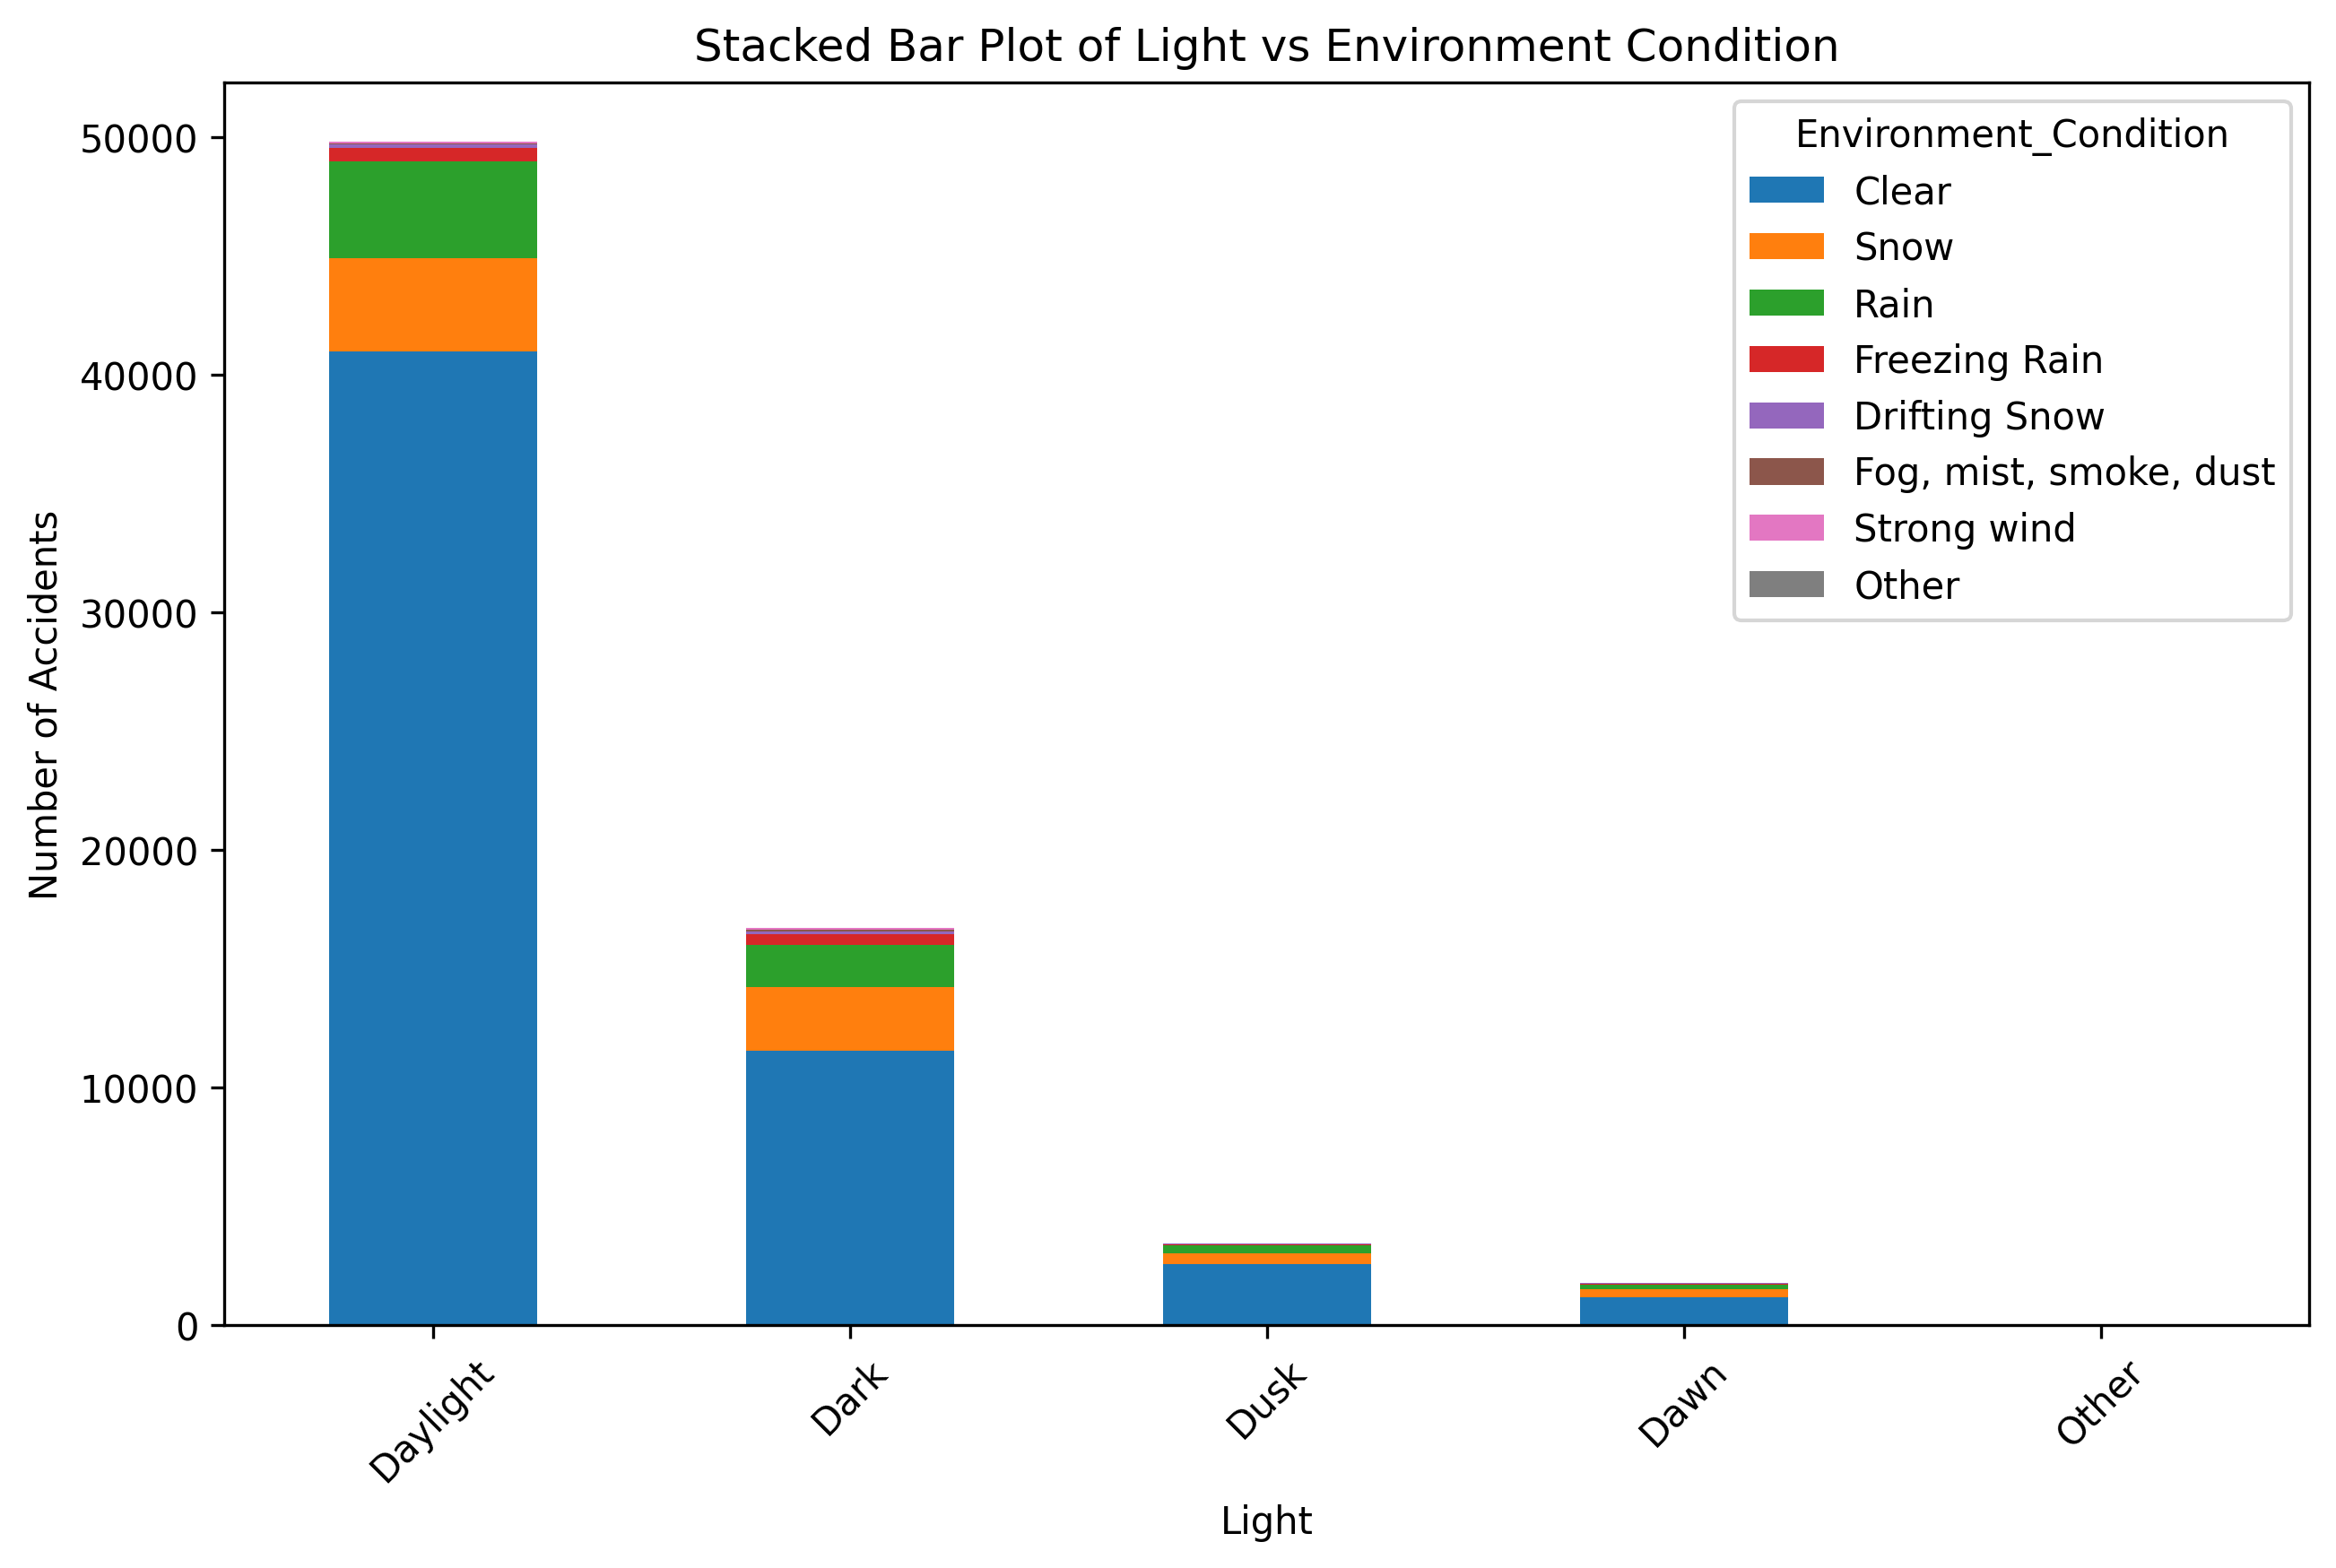 Stacked Bar Plot of Light vs Environment Condition
Number of Accidents
50000
40000
30000
20000
10000
0
Environment_Condition
Clear
Snow
Rain
Freezing Rain
Drifting Snow
Fog, mist, smoke, dust
Strong wind
Other
Daylight
Dark
Dusk
Dawn
Other
Light